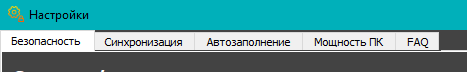 Настройки
Безопасность Синхронизация Автозаполнение Мощность ПК FAQ